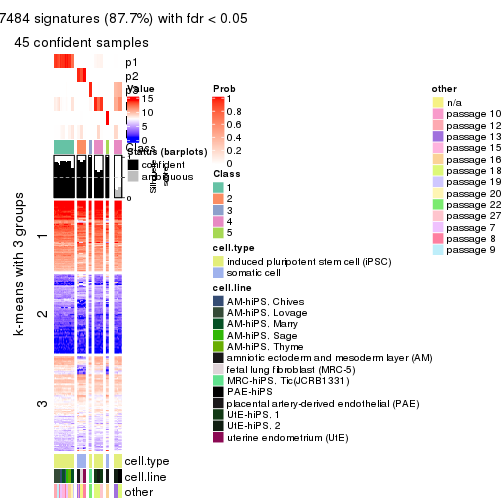 7484 signatures (87.7%) with fdr < 0.05
45 confident samples
p1
p2
p3
Value
15
10
5
0
Class
Status (barplots)
confident
ambiguous
0
k-means with 3 groups
1
2
3
cell.type
cell.line
other
Prob
1
0.8
0.6
0.4
0.2
0
Class
1
2
3
4
5
cell.type
induced pluripotent stem cell (iPSC)
somatic cell
cell.line
AM-hiPS. Chives
AM-hiPS. Lovage
AM-hiPS. Marry
AM-hiPS. Sage
AM-hiPS. Thyme
amniotic ectoderm and mesoderm layer (AM)
fetal lung fibroblast (MRC-5)
MRC-hiPS. Tic(JCRB1331)
PAE-hiPS
placental artery-derived endothelial (PAE)
UtE-hiPS. 1
UtE-hiPS. 2
uterine endometrium (UtE)
other
n/a
passage 10
passage 12
passage 13
passage 15
passage 16
passage 18
passage 19
passage 20
passage 22
passage 27
passage 7
passage 8
passage 9